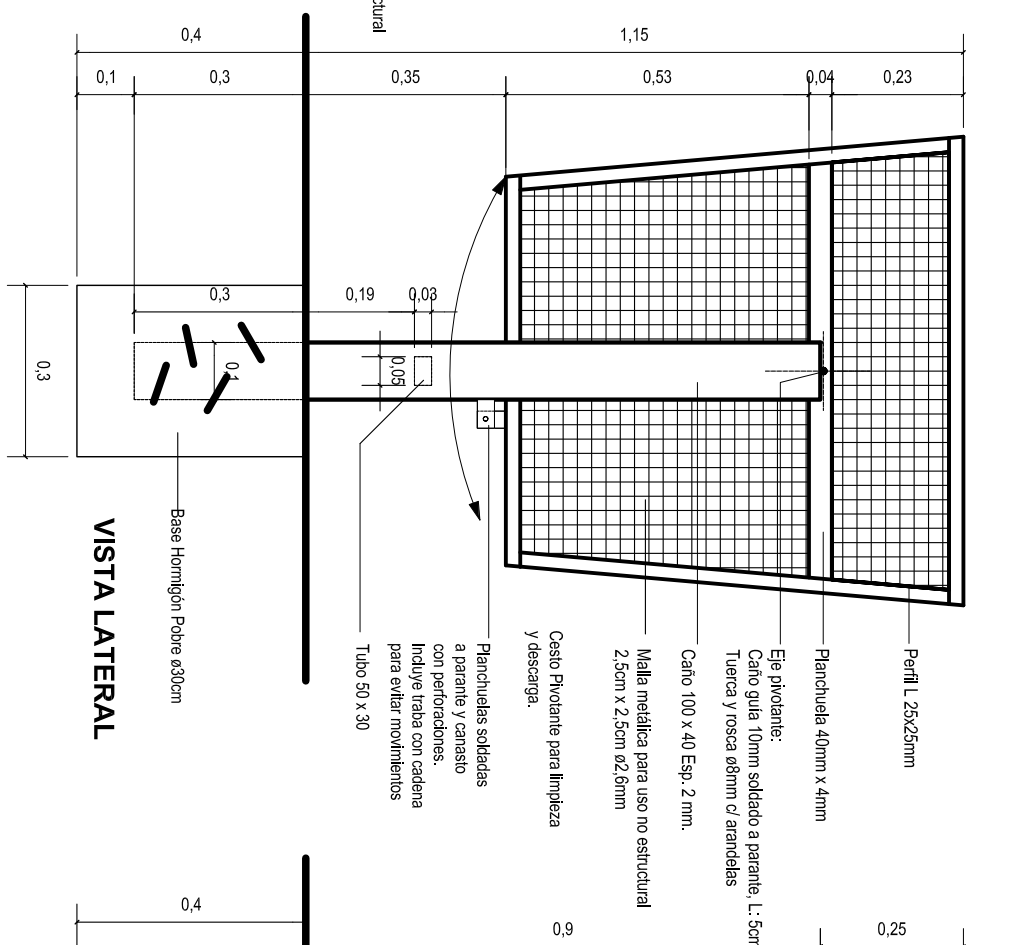 ctural
0,4
1,15
0,1
0,3
0,35
0,53
0,04
0,23
0,3
0,19
0,03
0,05
0,1
0,3
Perfil L 25x25mm
Planchuela 40mm x 4mm
Eje pivotante:
Caño guía 10mm soldado a parante, L: 5cm
Tuerca y rosca ø8mm c/ arandelas
Caño 100 x 40 Esp. 2 mm.
Malla metálica para uso no estructural
2,5cm x 2,5cm ø2,6mm
Cesto Pivotante para limpieza
y descarga.
Planchuelas soldadas
a parante y canasto
con perforaciones.
Incluye traba con cadena
para evitar movimientos
Tubo 50 x 30
Base Hormigón Pobre ø30cm
VISTA LATERAL
0,4
0,9
0,25